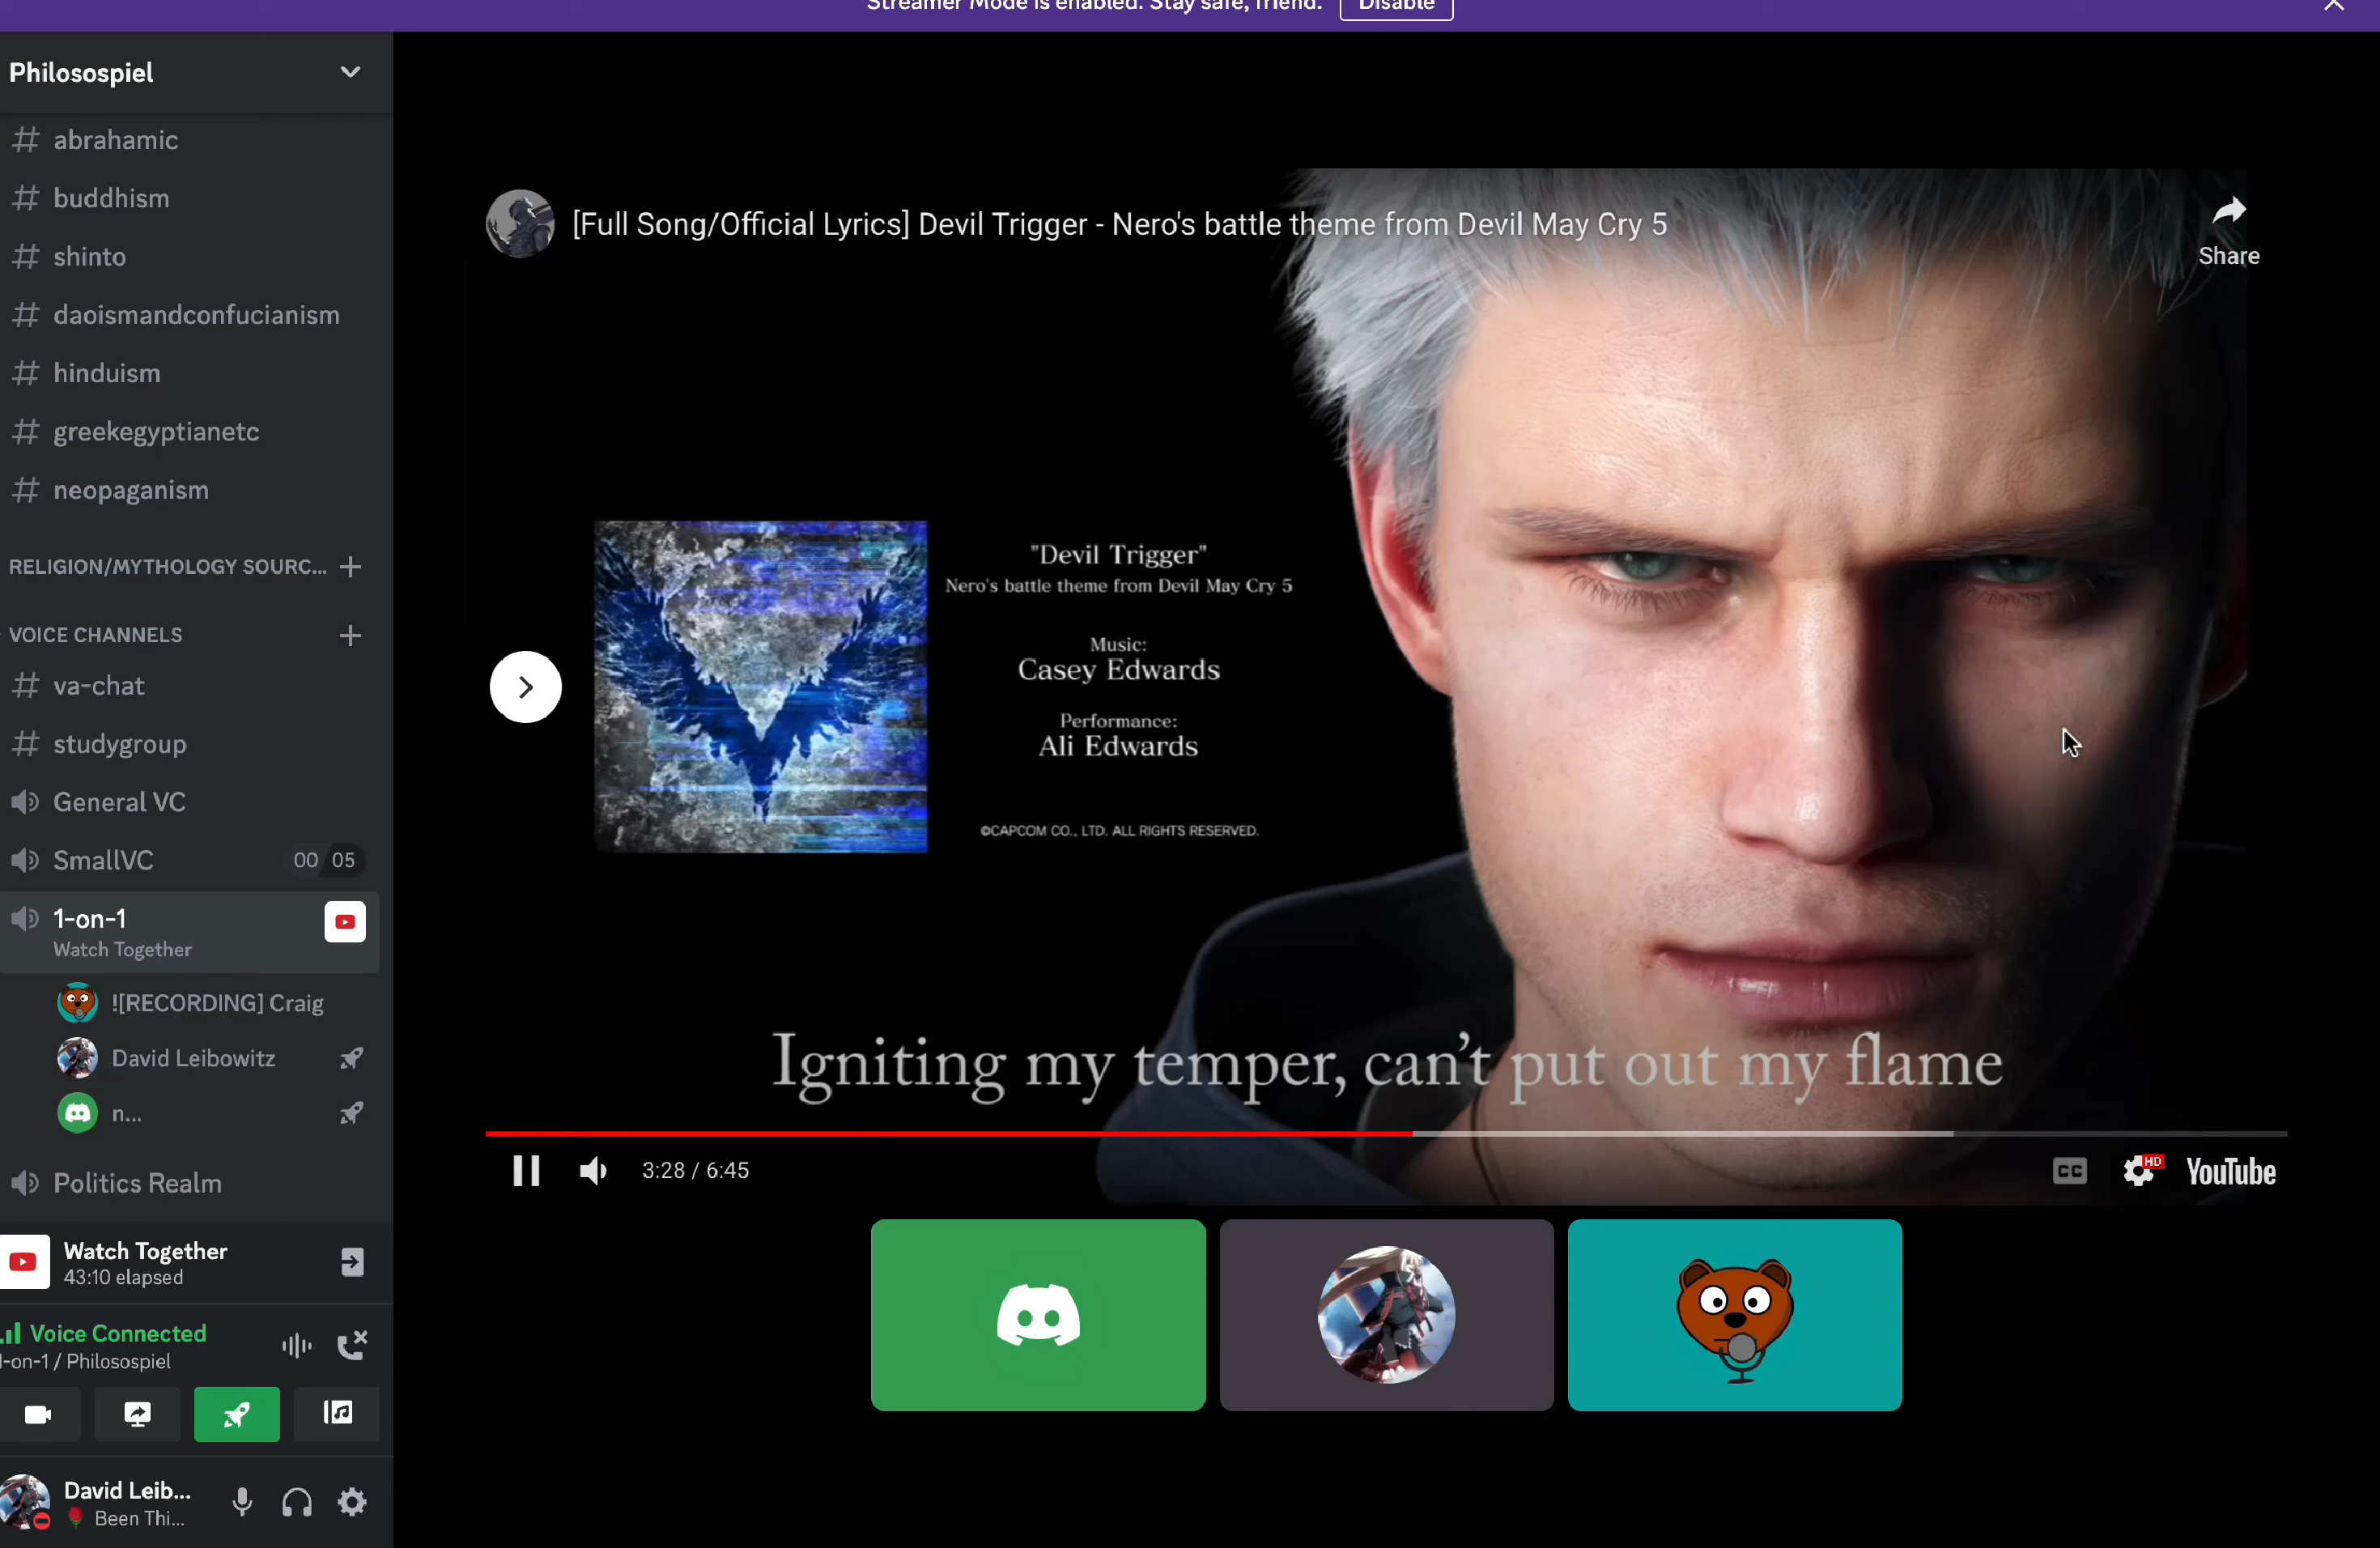 Streamer Mode is enabled. Stay safe, friend. Disable
Philosospiel
abrahamic
buddhism
shinto
daoismandconfucianism
hinduism
greekegyptianetc
neopaganism
RELIGION/MYTHOLOGY SOURC...
VOICE CHANNELS
va-chat
studygroup
General VC
SmallVC 00 05
1-on-1
Watch Together
![RECORDING] Craig
David Leibowitz
n...
Politics Realm
Watch Together
43:10 elapsed
Voice Connected
1-on-1 / Philosospiel
David Leib...
Been Thi...
[Full Song/Official Lyrics] Devil Trigger - Nero's battle theme from Devil May Cry 5
Share
"Devil Trigger"
Nero's battle theme from Devil May Cry 5
Music:
Casey Edwards
Performance:
Ali Edwards
©CAPCOM CO., LTD. ALL RIGHTS RESERVED.
Igniting my temper, can't put out my flame
3:28 / 6:45
CC HD YouTube